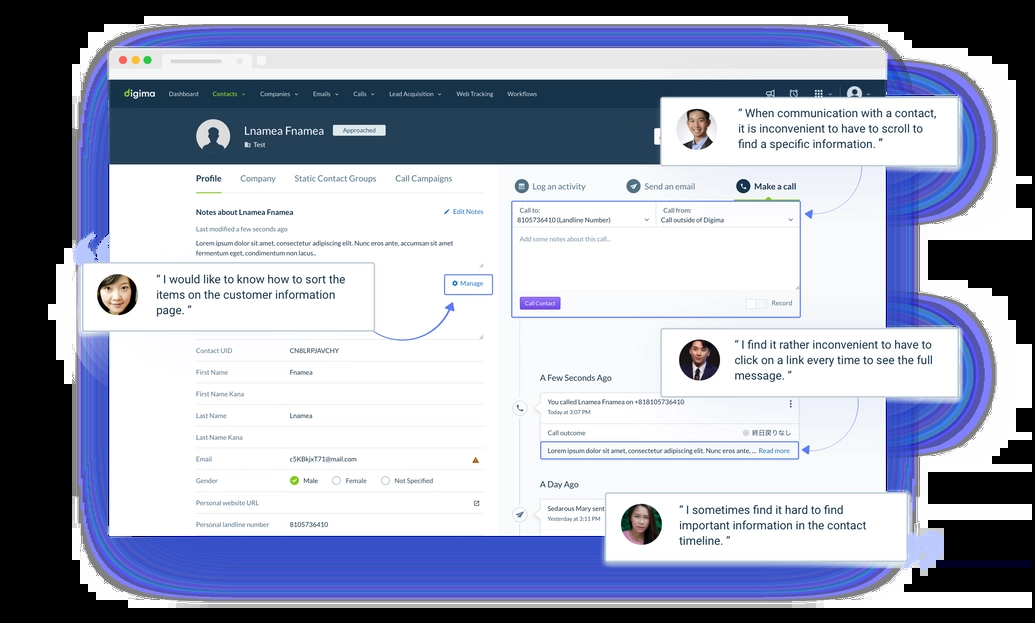 digima Dashboard Contacts Companies Emails Calls Lead Acquisition Web Tracking Workflows
Lnamea Fnamea Approached
Test
“ When communication with a contact,
it is inconvenient to have to scroll to
find a specific information. ”
Profile Company Static Contact Groups Call Campaigns
Notes about Lnamea Fnamea Edit Notes
Last modified a few seconds ago
Lorem ipsum dolor sit amet, consectetur adipiscing elit. Nunc eros ante, accumsan sit amet
fermentum eget, condimentum non lacus..
“ I would like to know how to sort the
items on the customer information
page. ”
Manage
Contact UID CN8LRPJAVCHY
First Name Fnamea
First Name Kana
Last Name Lnamea
Last Name Kana
Email c5KBkjxT71@mail.com
Gender Male Female Not Specified
Personal website URL
Personal landline number 8105736410
Log an activity Send an email Make a call
Call to: Call from:
8105736410 (Landline Number) Call outside of Digima
Add some notes about this call...
Call Contact Record
“ I find it rather inconvenient to have to
click on a link every time to see the full
message. ”
A Few Seconds Ago
You called Lnamea Fnamea on +818105736410
Today at 3:07 PM
Call outcome 終日戻りなし
Lorem ipsum dolor sit amet, consectetur adipiscing elit. Nunc eros ante, ... Read more
A Day Ago
Sedarous Mary sent
Yesterday at 3:11 PM
“ I sometimes find it hard to find
important information in the contact
timeline. ”